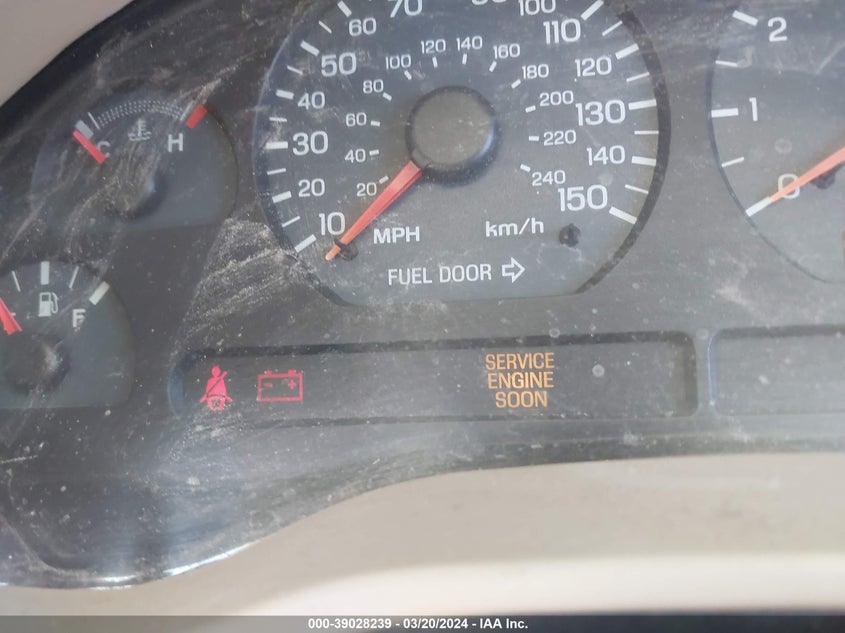 60 70 80 100
50 110
40 120
30 130
20 140
10 150
20 40 60 80 100 120 140 160 180 200 220 240
MPH km/h
FUEL DOOR
C H
F
2
1
0
SERVICE
ENGINE
SOON
000-39028239 - 03/20/2024 - IAA Inc.